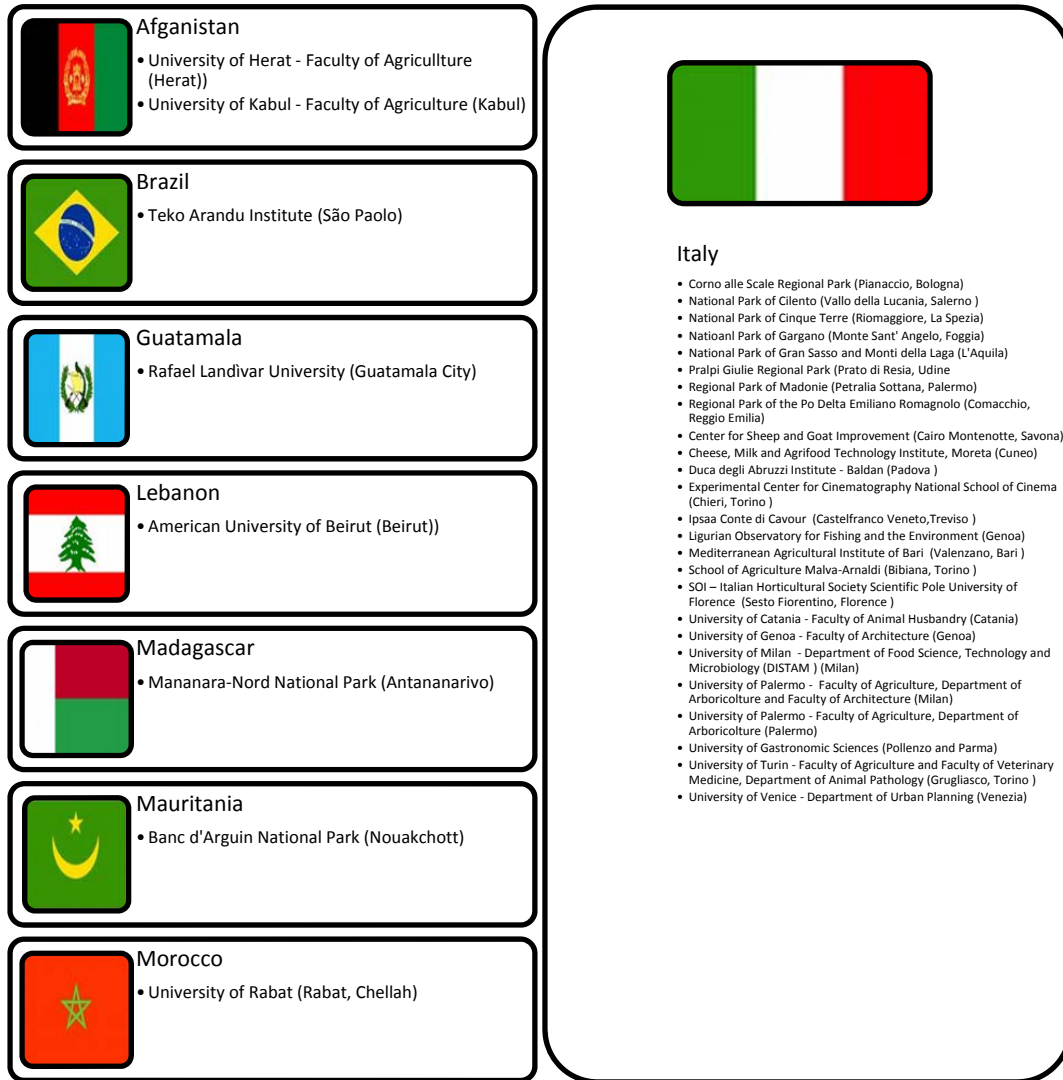 Afganistan
• University of Herat - Faculty of Agricullture
(Herat))
• University of Kabul - Faculty of Agriculture (Kabul)
Brazil
• Teko Arandu Institute (São Paolo)
Guatamala
• Rafael Landìvar University (Guatamala City)
Lebanon
• American University of Beirut (Beirut))
Madagascar
• Mananara-Nord National Park (Antananarivo)
Mauritania
• Banc d'Arguin National Park (Nouakchott)
Morocco
• University of Rabat (Rabat, Chellah)
Italy
• Corno alle Scale Regional Park (Pianaccio, Bologna)
• National Park of Cilento (Vallo della Lucania, Salerno )
• National Park of Cinque Terre (Riomaggiore, La Spezia)
• Natioanl Park of Gargano (Monte Sant' Angelo, Foggia)
• National Park of Gran Sasso and Monti della Laga (L'Aquila)
• Pralpi Giulie Regional Park (Prato di Resia, Udine
• Regional Park of Madonie (Petralia Sottana, Palermo)
• Regional Park of the Po Delta Emiliano Romagnolo (Comacchio,
Reggio Emilia)
• Center for Sheep and Goat Improvement (Cairo Montenotte, Savona)
• Cheese, Milk and Agrifood Technology Institute, Moreta (Cuneo)
• Duca degli Abruzzi Institute - Baldan (Padova )
• Experimental Center for Cinematography National School of Cinema
(Chieri, Torino )
• Ipsaa Conte di Cavour (Castelfranco Veneto,Treviso )
• Ligurian Observatory for Fishing and the Environment (Genoa)
• Mediterranean Agricultural Institute of Bari (Valenzano, Bari )
• School of Agriculture Malva-Arnaldi (Bibiana, Torino )
• SOI – Italian Horticultural Society Scientific Pole University of
Florence (Sesto Fiorentino, Florence )
• University of Catania - Faculty of Animal Husbandry (Catania)
• University of Genoa - Faculty of Architecture (Genoa)
• University of Milan - Department of Food Science, Technology and
Microbiology (DISTAM ) (Milan)
• University of Palermo - Faculty of Agriculture, Department of
Arboricolture and Faculty of Architecture (Milan)
• University of Palermo - Faculty of Agriculture, Department of
Arboricolture (Palermo)
• University of Gastronomic Sciences (Pollenzo and Parma)
• University of Turin - Faculty of Agriculture and Faculty of Veterinary
Medicine, Department of Animal Pathology (Grugliasco, Torino )
• University of Venice - Department of Urban Planning (Venezia)